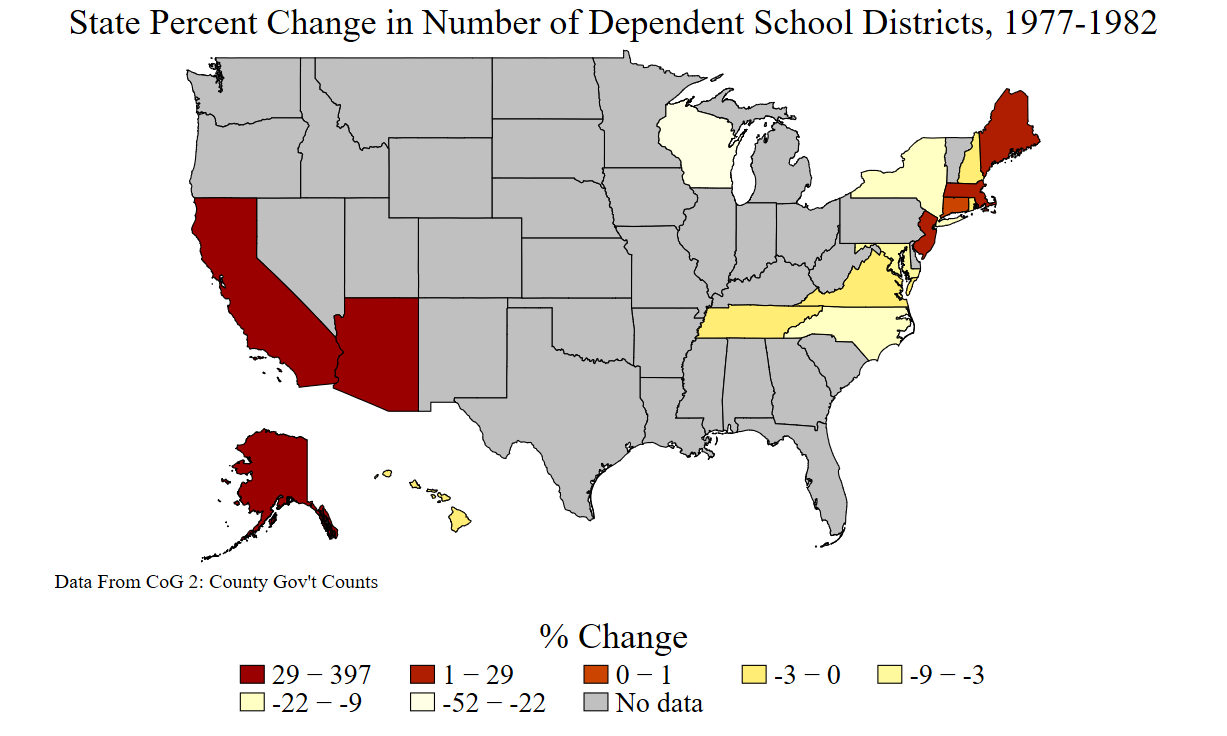 State Percent Change in Number of Dependent School Districts, 1977-1982
Data From CoG 2: County Gov't Counts
% Change
29 − 397 1 − 29 0 − 1 -3 − 0 -9 − -3
-22 − -9 -52 − -22 No data